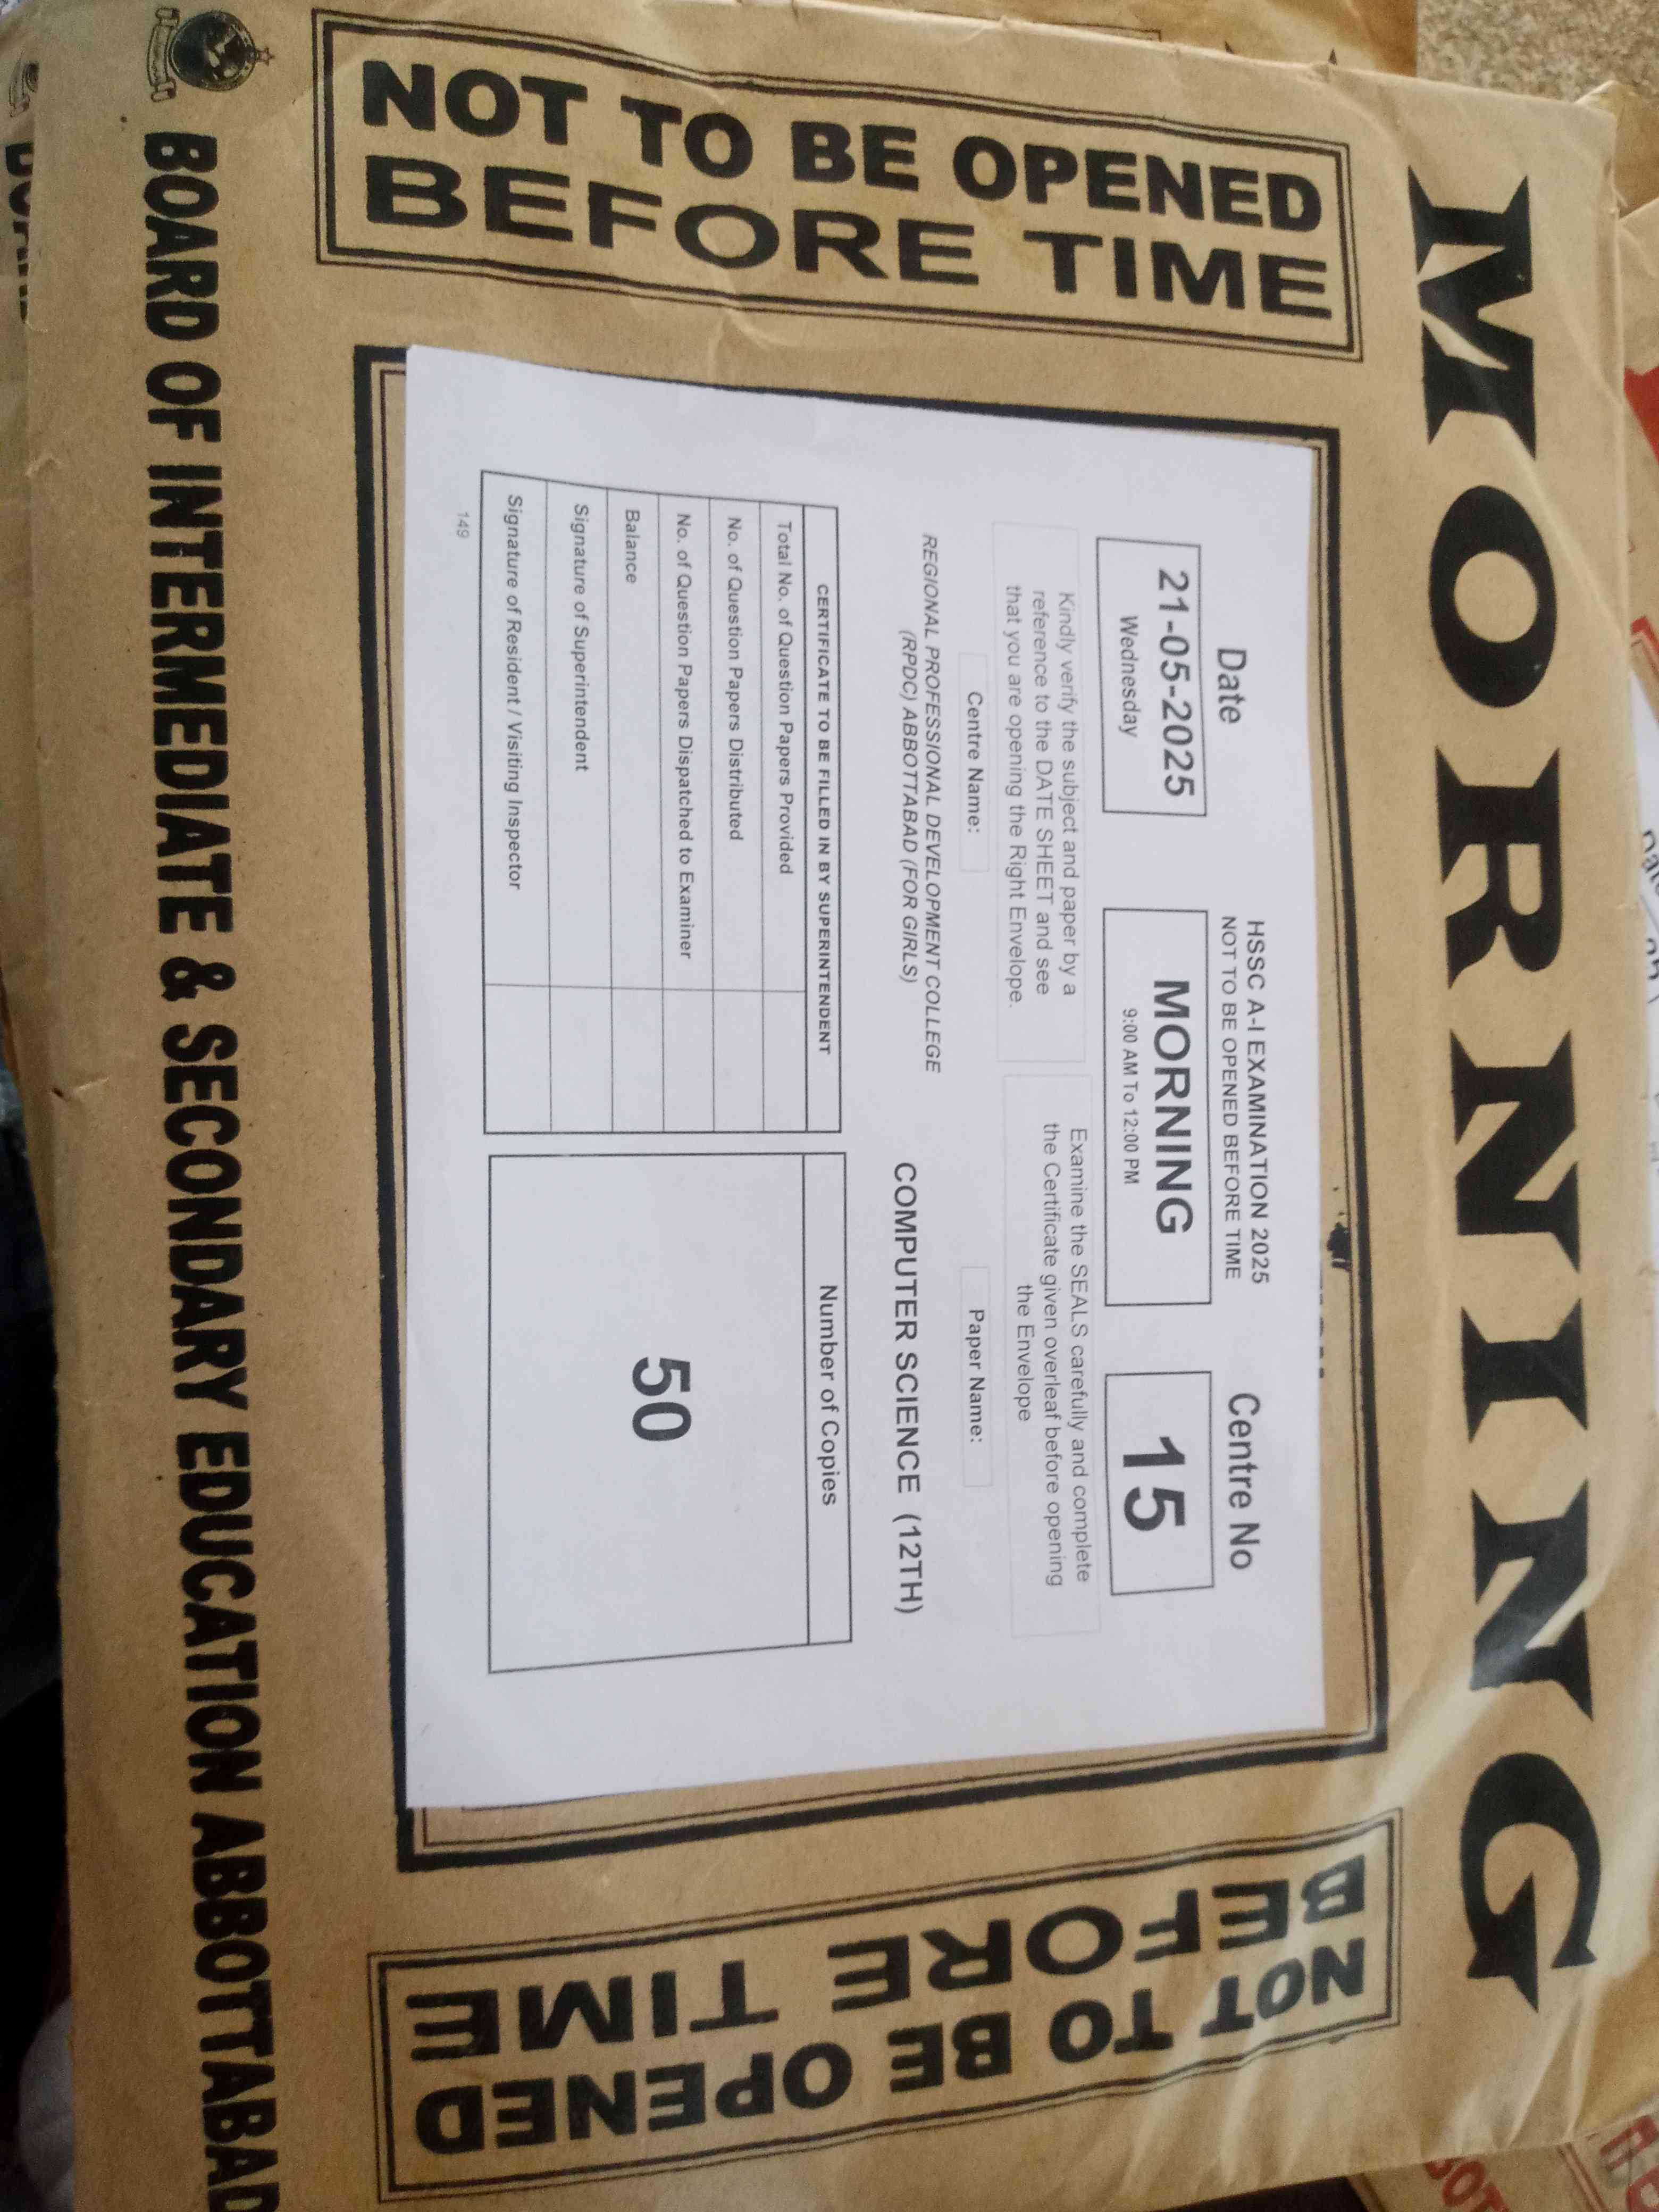 MORNING
NOT TO BE OPENED
BEFORE TIME
HSSC A-I EXAMINATION 2025
NOT TO BE OPENED BEFORE TIME
Date
21-05-2025
Wednesday
MORNING
9:00 AM To 12:00 PM
Centre No
15
Kindly verify the subject and paper by a
reference to the DATE SHEET and see
that you are opening the Right Envelope.
Examine the SEALS carefully and complete
the Certificate given overleaf before opening
the Envelope
Centre Name:
Paper Name:
REGIONAL PROFESSIONAL DEVELOPMENT COLLEGE
(RPDC) ABBOTTABAD (FOR GIRLS)
COMPUTER SCIENCE (12TH)
CERTIFICATE TO BE FILLED IN BY SUPERINTENDENT
Total No. of Question Papers Provided
No. of Question Papers Distributed
No. of Question Papers Dispatched to Examiner
Balance
Signature of Superintendent
Signature of Resident / Visiting Inspector
Number of Copies
50
149
NOT TO BE OPENED
BEFORE TIME
BOARD OF INTERMEDIATE & SECONDARY EDUCATION ABBOTTABAD